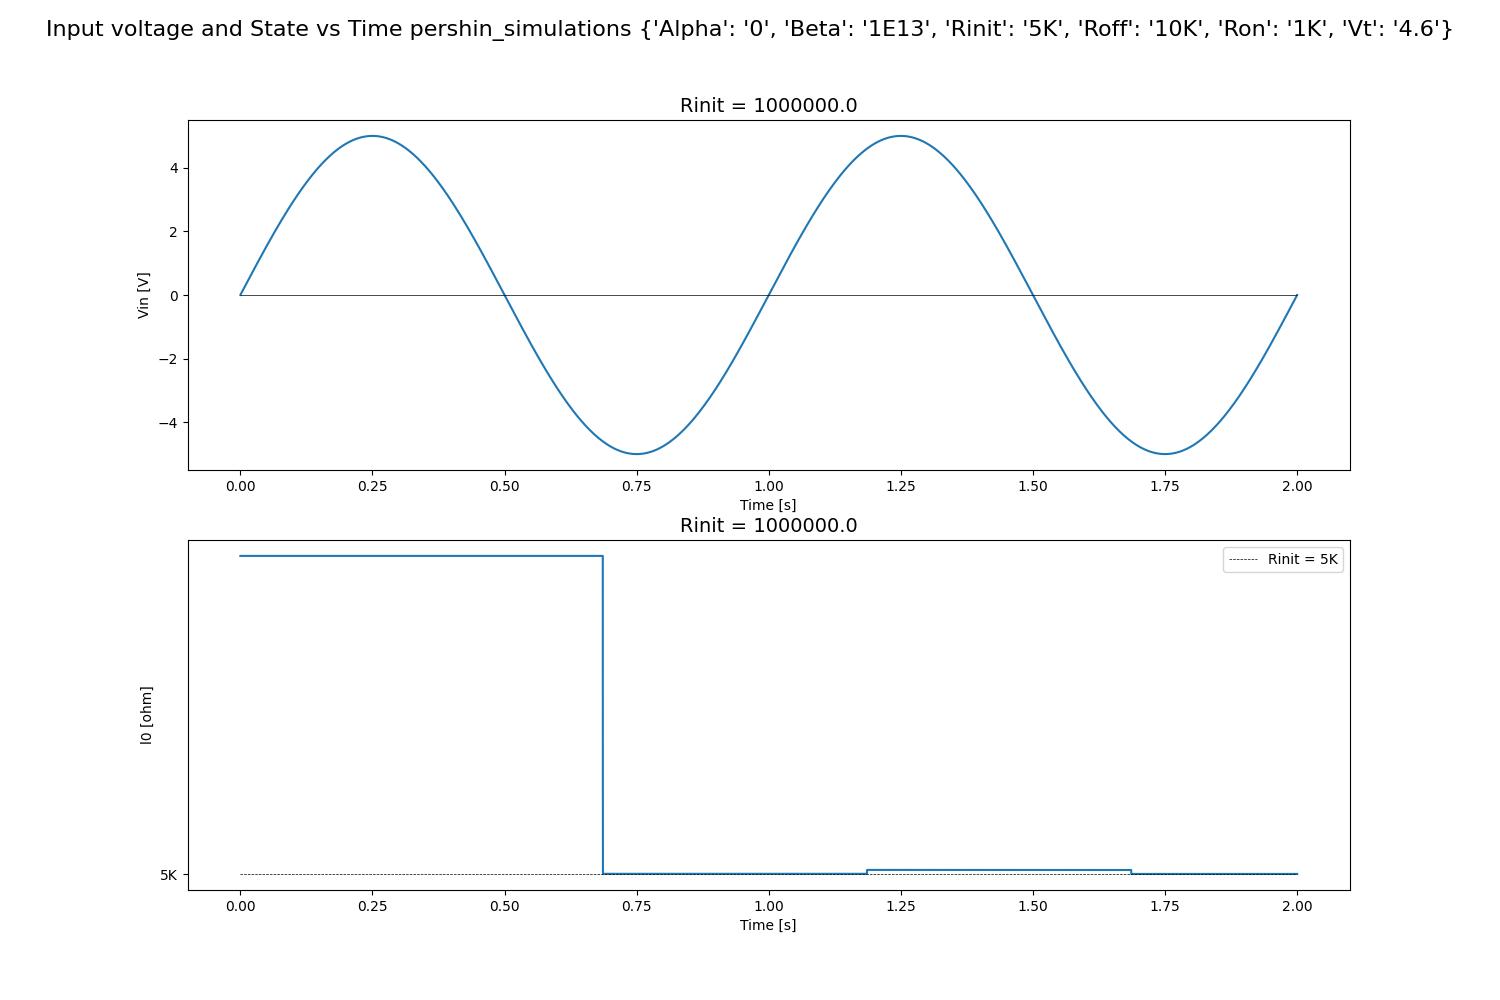 Input voltage and State vs Time pershin_simulations {'Alpha': '0', 'Beta': '1E13', 'Rinit': '5K', 'Roff': '10K', 'Ron': '1K', 'Vt': '4.6'}
Rinit = 1000000.0
4
2
0
−2
−4
Vin [V]
0.00 0.25 0.50 0.75 1.00 1.25 1.50 1.75 2.00
Time [s]
Rinit = 1000000.0
Rinit = 5K
l0 [ohm]
5K
0.00 0.25 0.50 0.75 1.00 1.25 1.50 1.75 2.00
Time [s]